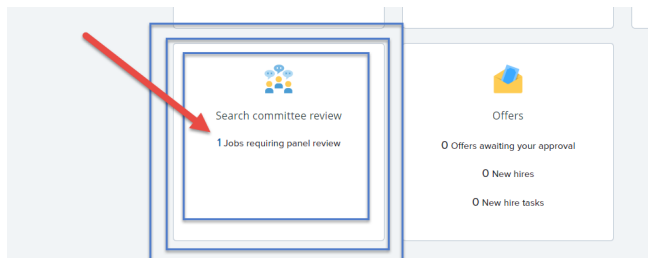 Search committee review
1 Jobs requiring panel review
Offers
0 Offers awaiting your approval
0 New hires
0 New hire tasks